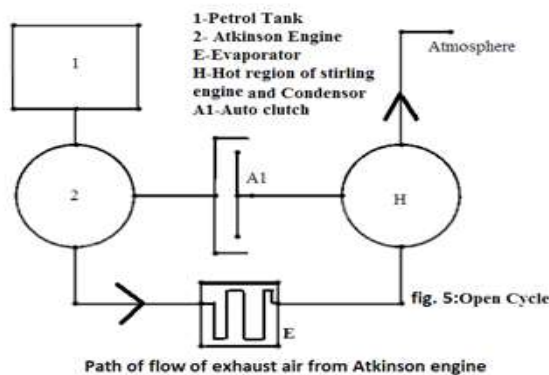 1-Petrol Tank
2- Atkinson Engine
E-Evaporator
H-Hot region of stirling
engine and Condensor
A1-Auto clutch
Atmosphere
1
2
A1
H
E
fig. 5:Open Cycle
Path of flow of exhaust air from Atkinson engine